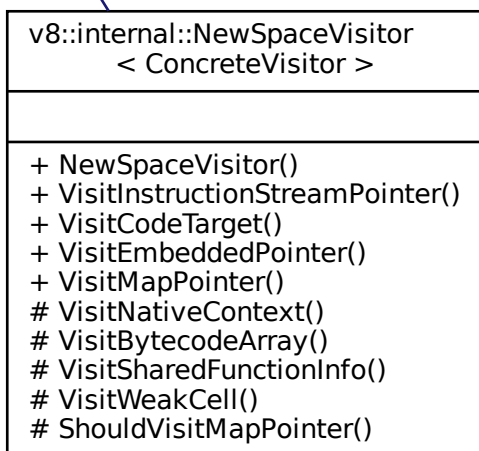 v8::internal::NewSpaceVisitor
< ConcreteVisitor >
+ NewSpaceVisitor()
+ VisitInstructionStreamPointer()
+ VisitCodeTarget()
+ VisitEmbeddedPointer()
+ VisitMapPointer()
# VisitNativeContext()
# VisitBytecodeArray()
# VisitSharedFunctionInfo()
# VisitWeakCell()
# ShouldVisitMapPointer()